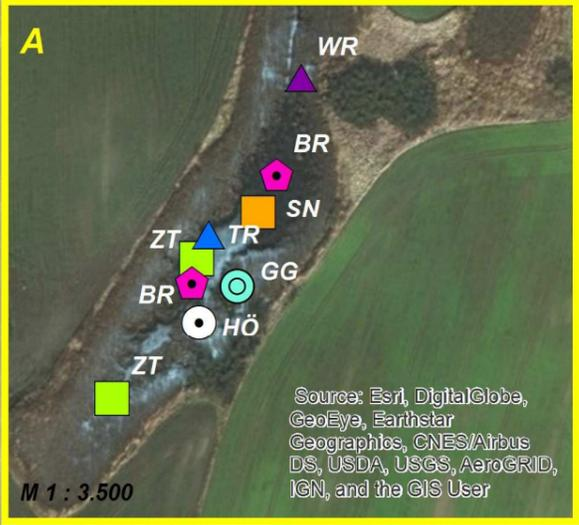 A
WR
BR
SN
ZT TR
GG
BR
HÖ
ZT
Source: Esri, DigitalGlobe,
GeoEye, Earthstar
Geographics, CNES/Airbus
DS, USDA, USGS, AeroGRID,
IGN, and the GIS User
M 1 : 3.500